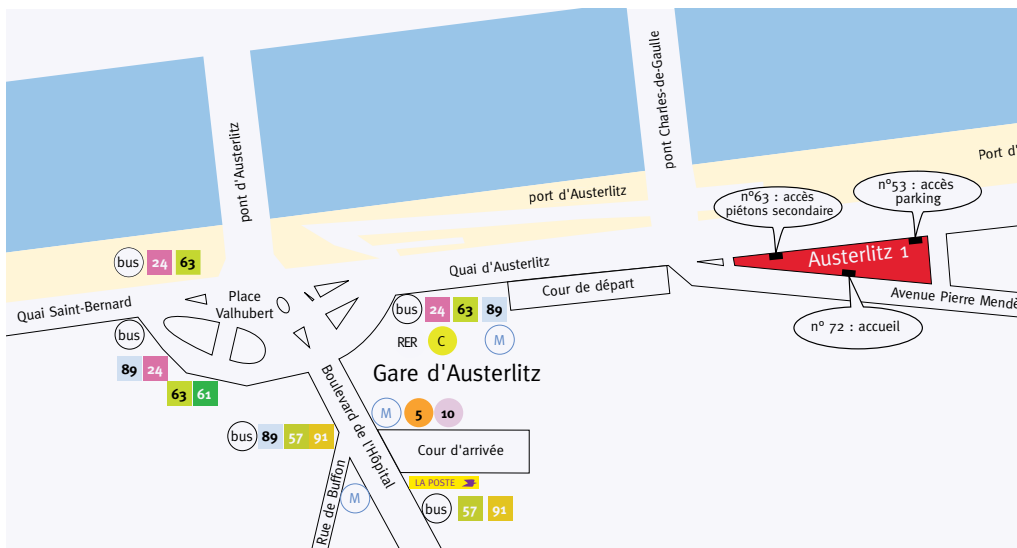 pont d'Austerlitz
pont Charles-de-Gaulle
Port d'
port d'Austerlitz
n°63 : accès
piétons secondaire
n°53 : accès
parking
Austerlitz 1
Avenue Pierre Mendè
n° 72 : accueil
bus 24 63
Quai d'Austerlitz
Cour de départ
Quai Saint-Bernard
Place
Valhubert
bus
89 24
63 61
bus 24 63 89
RER C M
Gare d'Austerlitz
M 5 10
Boulevard de l'Hôpital
bus 89 57 91
Cour d'arrivée
LA POSTE
Rue de Buffon
M
bus 57 91